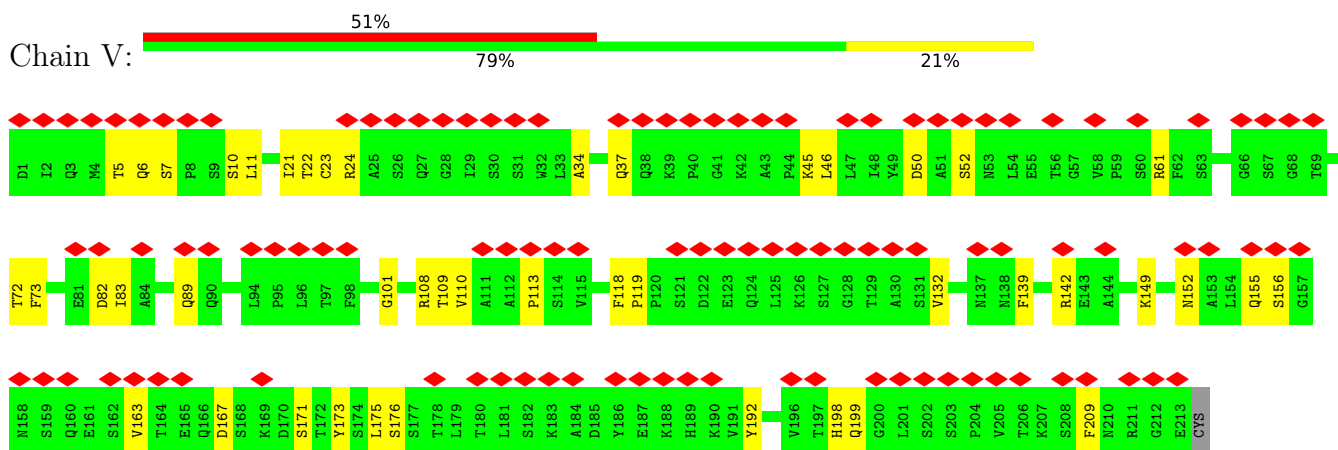 51%
Chain V:
79% 21%
D1 I2 Q3 M4 T5 Q6 S7 P8 S9 S10 L11 I21 T22 C23 R24 A25 S26 Q27 G28 I29 S30 S31 W32 L33 A34 Q37 Q38 K39 P40 G41 K42 A43 P44 K45 L46 L47 I48 Y49 D50 A51 S52 N53 L54 E55 T56 G57 V58 P59 S60 R61 F62 S63 G66 S67 G68 T69
T72 F73 E81 D82 I83 A84 Q89 Q90 L94 P95 L96 T97 F98 G101 R108 T109 V110 A111 A112 P113 S114 V115 F118 P119 P120 S121 D122 E123 Q124 L125 K126 S127 G128 T129 A130 S131 V132 N137 N138 F139 R142 E143 A144 K149 N152 A153 L154 Q155 S156 G157
N158 S159 Q160 E161 S162 V163 T164 E165 Q166 D167 S168 K169 D170 S171 T172 Y173 S174 L175 S176 S177 T178 L179 T180 L181 S182 K183 A184 D185 Y186 E187 K188 H189 K190 V191 Y192 V196 T197 H198 Q199 G200 L201 S202 S203 P204 V205 T206 K207 S208 F209 N210 R211 G212 E213 CYS